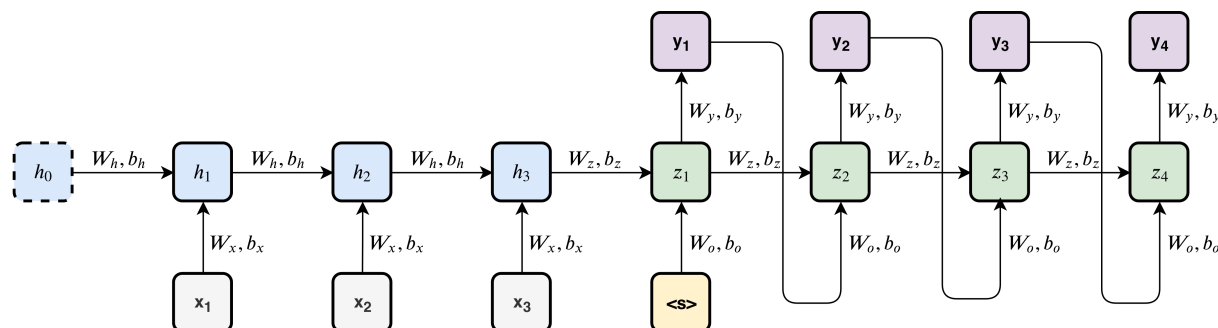 y₁ y₂ y₃ y₄
W_y, b_y W_y, b_y W_y, b_y W_y, b_y
h₀ W_h, b_h h₁ W_h, b_h h₂ W_h, b_h h₃ W_z, b_z z₁ W_z, b_z z₂ W_z, b_z z₃ W_z, b_z z₄
W_x, b_x W_x, b_x W_x, b_x W_o, b_o W_o, b_o W_o, b_o W_o, b_o
x₁ x₂ x₃ <s>